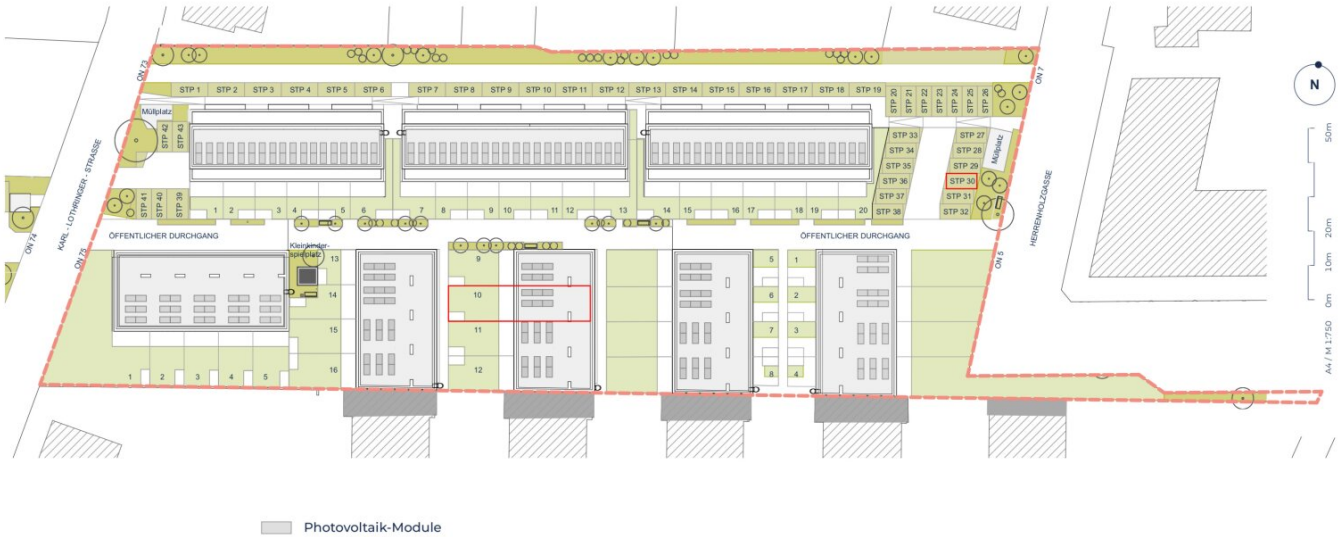 ON 73
ON 7
STP 1 STP 2 STP 3 STP 4 STP 5 STP 6 STP 7 STP 8 STP 9 STP 10 STP 11 STP 12 STP 13 STP 14 STP 15 STP 16 STP 17 STP 18 STP 19
STP 20
STP 21
STP 22
STP 23
STP 24
STP 25
STP 26
N
Müllplatz
STP 42
STP 43
STP 33
STP 34
STP 35
STP 36
STP 37
STP 38
STP 27
STP 28
STP 29
STP 30
STP 31
STP 32
Müllplatz
KARL - LOTHRINGER - STRASSE
HERRENHOLZGASSE
STP 41
STP 40
STP 39
1 2 3 4 5 6 7 8 9 10 11 12 13 14 15 16 17 18 19 20
ÖFFENTLICHER DURCHGANG
ÖFFENTLICHER DURCHGANG
ON 74
ON 75
ON 5
Kleinkinder-
spielplatz
13
14
15
16
9
10
11
12
5
6
7
8
1
2
3
4
1 2 3 4 5
50m
20m
10m
0m
A4 / M 1:750
Photovoltaik-Module